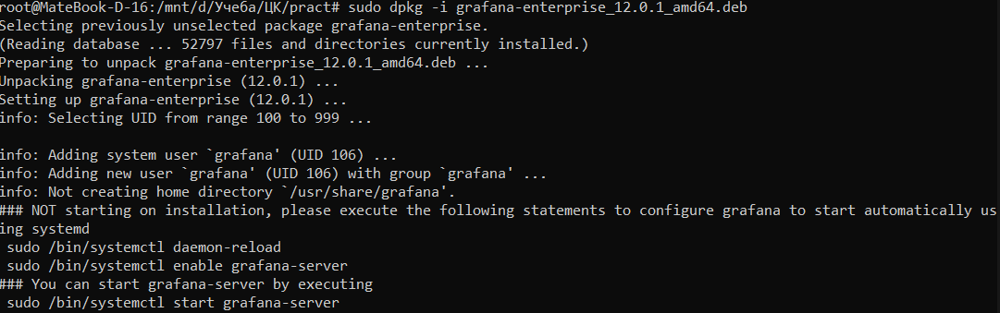 root@MateBook-D-16:/mnt/d/Учеба/ЦК/pract# sudo dpkg -i grafana-enterprise_12.0.1_amd64.deb
Selecting previously unselected package grafana-enterprise.
(Reading database ... 52797 files and directories currently installed.)
Preparing to unpack grafana-enterprise_12.0.1_amd64.deb ...
Unpacking grafana-enterprise (12.0.1) ...
Setting up grafana-enterprise (12.0.1) ...
info: Selecting UID from range 100 to 999 ...

info: Adding system user `grafana' (UID 106) ...
info: Adding new user `grafana' (UID 106) with group `grafana' ...
info: Not creating home directory `/usr/share/grafana'.
### NOT starting on installation, please execute the following statements to configure grafana to start automatically us
ing systemd
 sudo /bin/systemctl daemon-reload
 sudo /bin/systemctl enable grafana-server
### You can start grafana-server by executing
 sudo /bin/systemctl start grafana-server